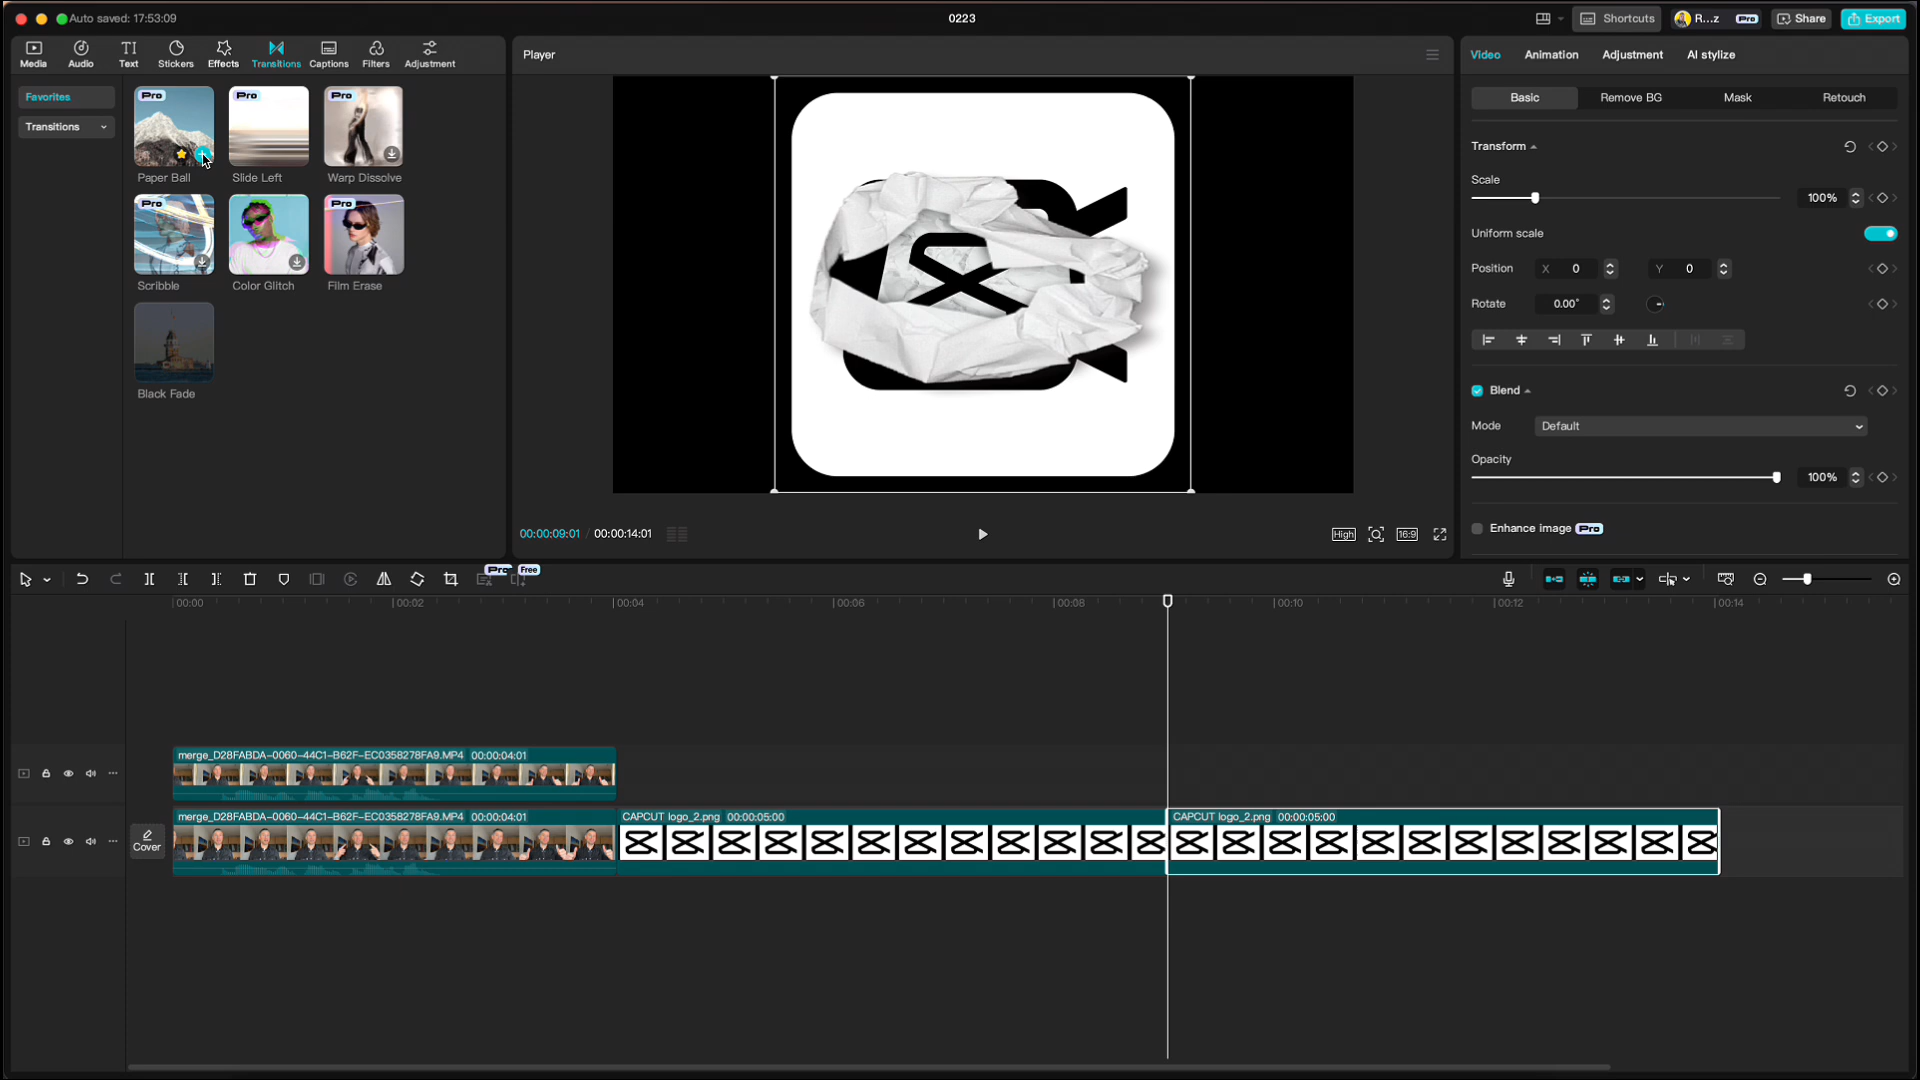 Auto saved: 17:53:09
0223
Shortcuts
R...z
Pro
Share
Export
Media
Audio
Text
Stickers
Effects
Transitions
Captions
Filters
Adjustment
Favorites
Transitions
Pro
Paper Ball
Pro
Slide Left
Pro
Warp Dissolve
Pro
Scribble
Color Glitch
Pro
Film Erase
Black Fade
Player
00:00:09:01 / 00:00:14:01
High
16:9
Video
Animation
Adjustment
AI stylize
Basic
Remove BG
Mask
Retouch
Transform
Scale
100%
Uniform scale
Position
X 0
Y 0
Rotate
0.00°
Blend
Mode
Default
Opacity
100%
Enhance image Pro
Pro
Free
00:00
00:02
00:04
00:06
00:08
00:10
00:12
00:14
merge_D28FABDA-0060-44C1-B62F-EC0358278FA9.MP4 00:00:04:01
Cover
merge_D28FABDA-0060-44C1-B62F-EC0358278FA9.MP4 00:00:04:01
CAPCUT logo_2.png 00:00:05:00
CAPCUT logo_2.png 00:00:05:00